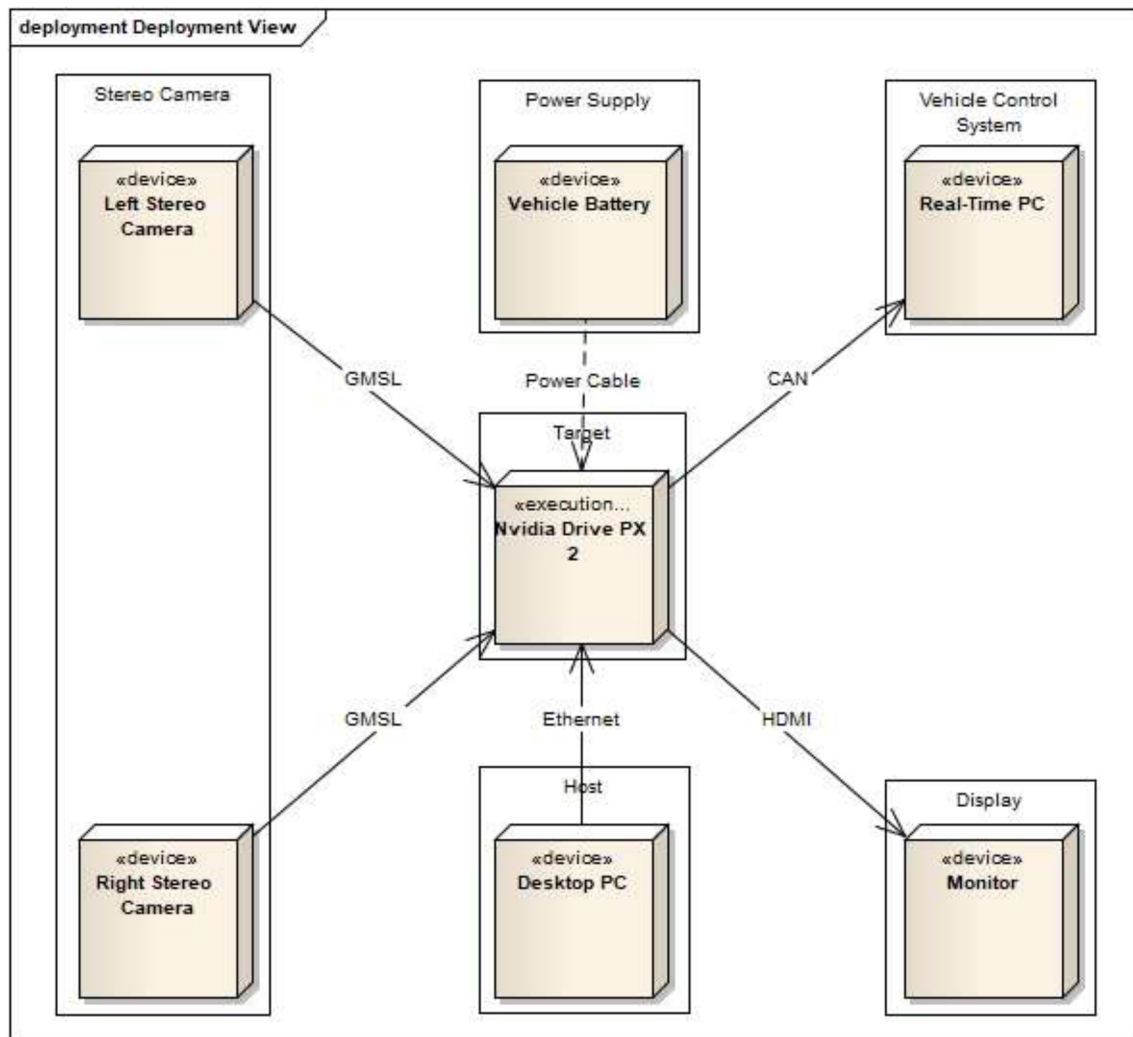 deployment Deployment View
Stereo Camera
Power Supply
Vehicle Control
System
«device»
Left Stereo
Camera
«device»
Vehicle Battery
«device»
Real-Time PC
GMSL
Power Cable
CAN
Target
«execution...
Nvidia Drive PX
2
GMSL
Ethernet
HDMI
Host
Display
«device»
Right Stereo
Camera
«device»
Desktop PC
«device»
Monitor